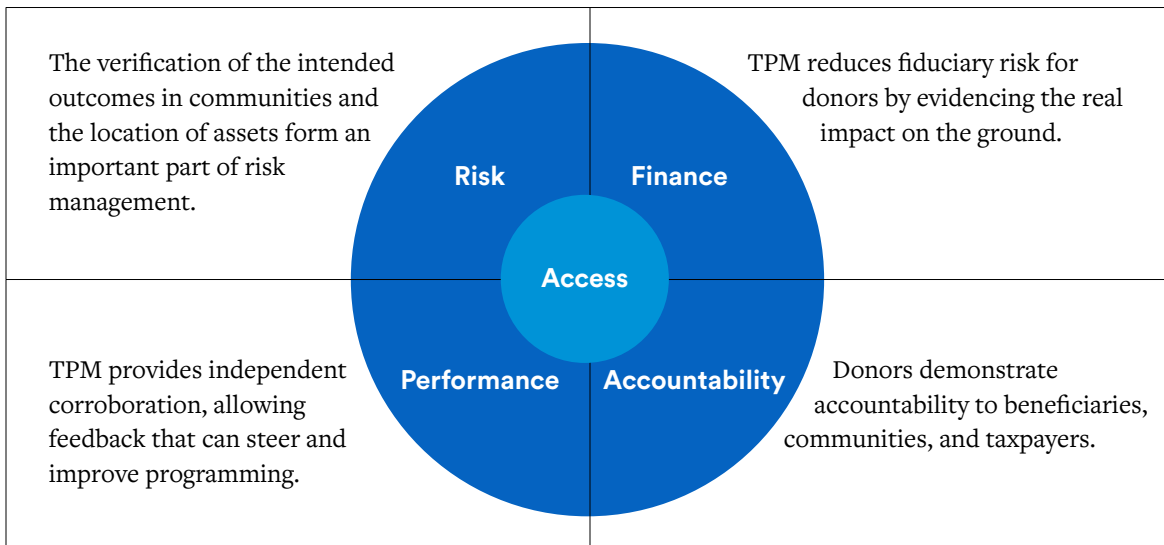 The verification of the intended
outcomes in communities and
the location of assets form an
important part of risk
management.
TPM reduces fiduciary risk for
donors by evidencing the real
impact on the ground.
Risk
Finance
Access
Performance
Accountability
TPM provides independent
corroboration, allowing
feedback that can steer and
improve programming.
Donors demonstrate
accountability to beneficiaries,
communities, and taxpayers.